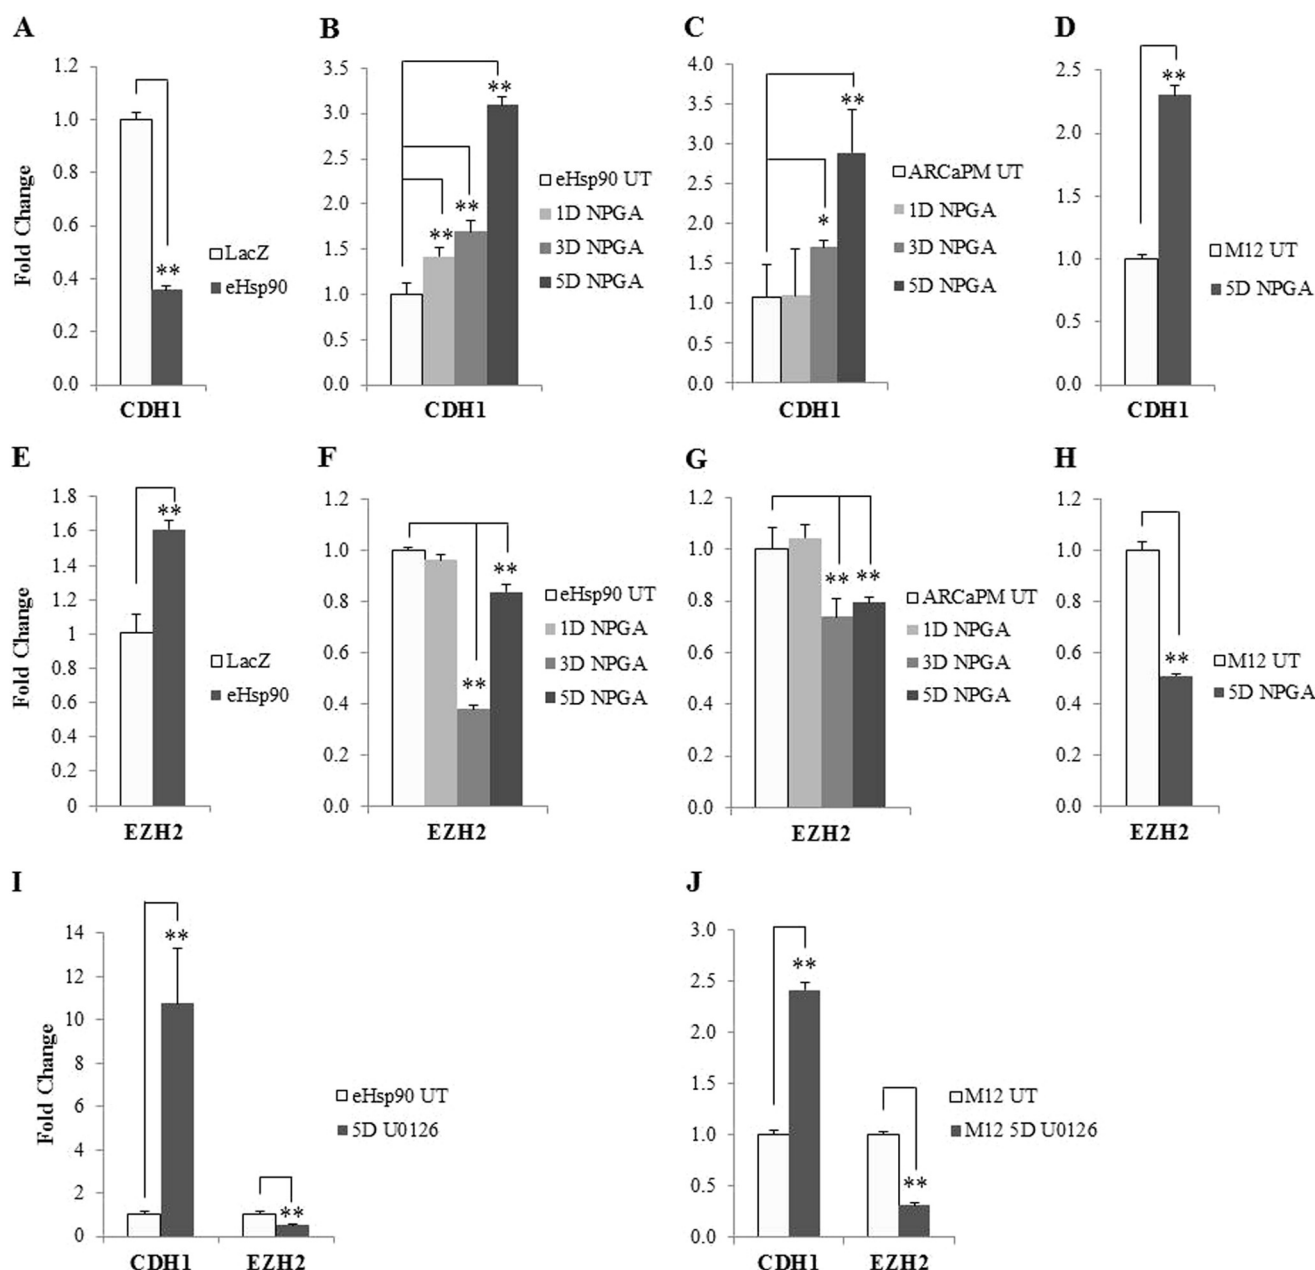 A
Fold Change
1.2
1.0
0.8
0.6
0.4
0.2
0.0
**
LacZ
eHsp90
CDH1
B
3.5
3.0
2.5
2.0
1.5
1.0
0.5
0.0
**
**
**
eHsp90 UT
1D NPGA
3D NPGA
5D NPGA
CDH1
C
4.0
3.5
3.0
2.5
2.0
1.5
1.0
0.5
0.0
*
**
ARCaPM UT
1D NPGA
3D NPGA
5D NPGA
CDH1
D
2.5
2.0
1.5
1.0
0.5
0.0
**
M12 UT
5D NPGA
CDH1
E
Fold Change
1.8
1.6
1.4
1.2
1
0.8
0.6
0.4
0.2
0
**
LacZ
eHsp90
EZH2
F
1.2
1.0
0.8
0.6
0.4
0.2
0.0
**
**
eHsp90 UT
1D NPGA
3D NPGA
5D NPGA
EZH2
G
1.2
1.0
0.8
0.6
0.4
0.2
0.0
** **
ARCaPM UT
1D NPGA
3D NPGA
5D NPGA
EZH2
H
1.2
1.0
0.8
0.6
0.4
0.2
0.0
**
M12 UT
5D NPGA
EZH2
I
Fold Change
14
12
10
8
6
4
2
0
**
**
eHsp90 UT
5D U0126
CDH1 EZH2
J
3.0
2.5
2.0
1.5
1.0
0.5
0.0
**
**
M12 UT
M12 5D U0126
CDH1 EZH2